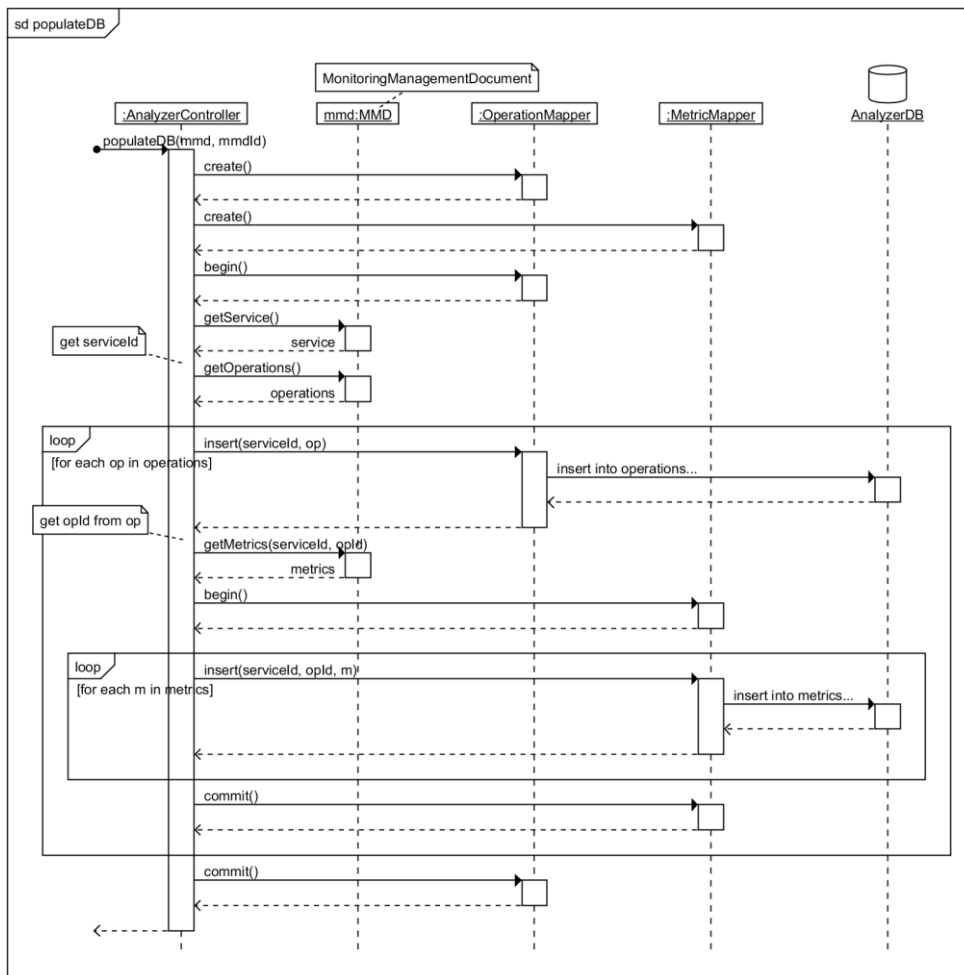 sd populateDB
MonitoringManagementDocument
:AnalyzerController
mmd:MMD
:OperationMapper
:MetricMapper
AnalyzerDB
populateDB(mmd, mmdId)
create()
create()
begin()
getService()
get serviceId
service
getOperations()
operations
loop
insert(serviceId, op)
[for each op in operations]
insert into operations...
get opId from op
getMetrics(serviceId, opId)
metrics
begin()
loop
insert(serviceId, opId, m)
[for each m in metrics]
insert into metrics...
commit()
commit()